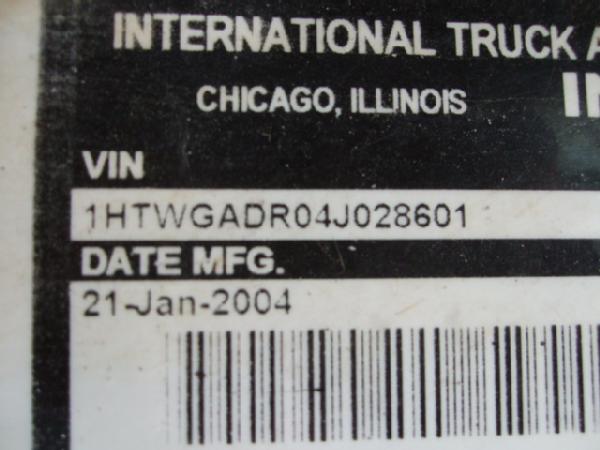 INTERNATIONAL TRUCK
CHICAGO, ILLINOIS
VIN
1HTWGADR04J028601
DATE MFG.
21-Jan-2004